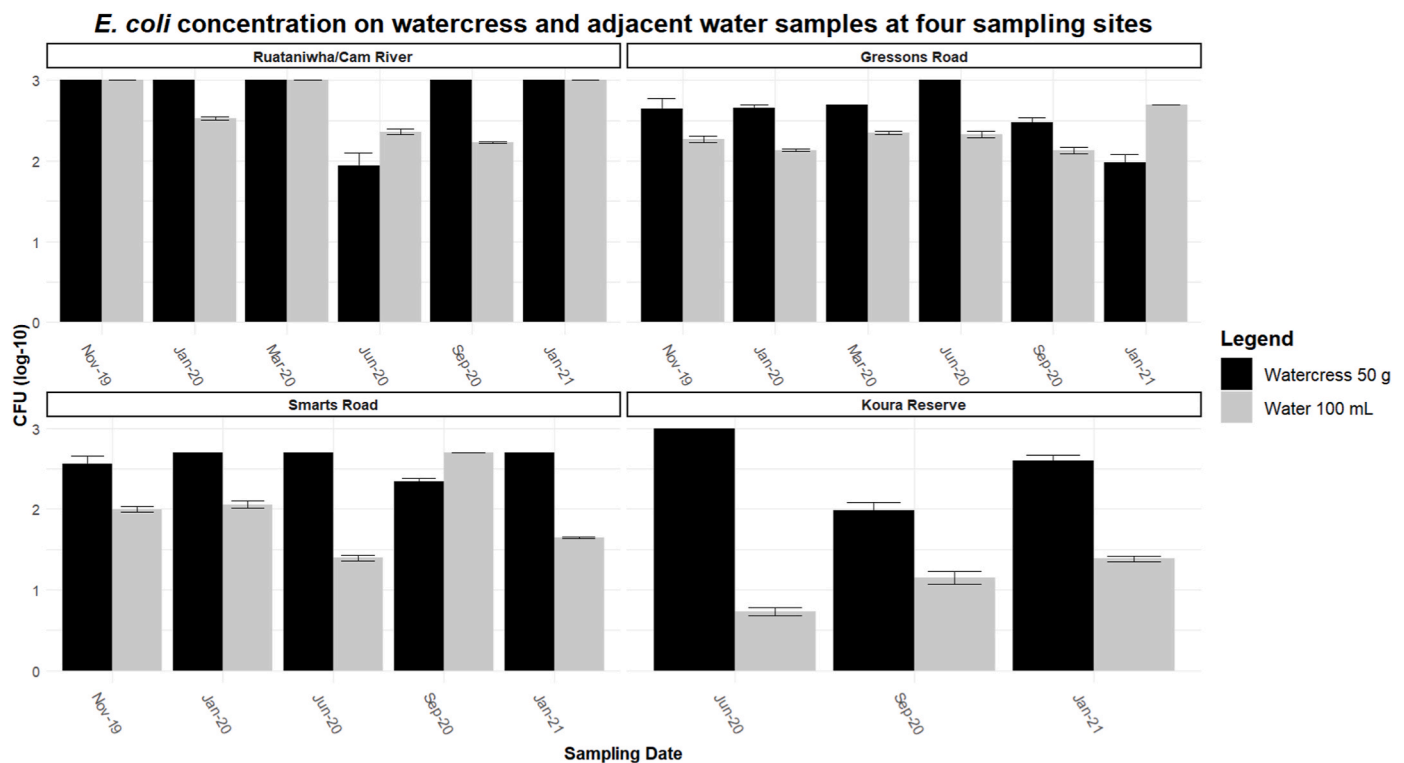 E. coli concentration on watercress and adjacent water samples at four sampling sites
Ruataniwha/Cam River
Gressons Road
3
2
1
0
Nov-19
Jan-20
Mar-20
Jun-20
Sep-20
Jan-21
Nov-19
Jan-20
Mar-20
Jun-20
Sep-20
Jan-21
CFU (log-10)
Smarts Road
Koura Reserve
3
2
1
0
Nov-19
Jan-20
Jun-20
Sep-20
Jan-21
Jun-20
Sep-20
Jan-21
Sampling Date
Legend
Watercress 50 g
Water 100 mL